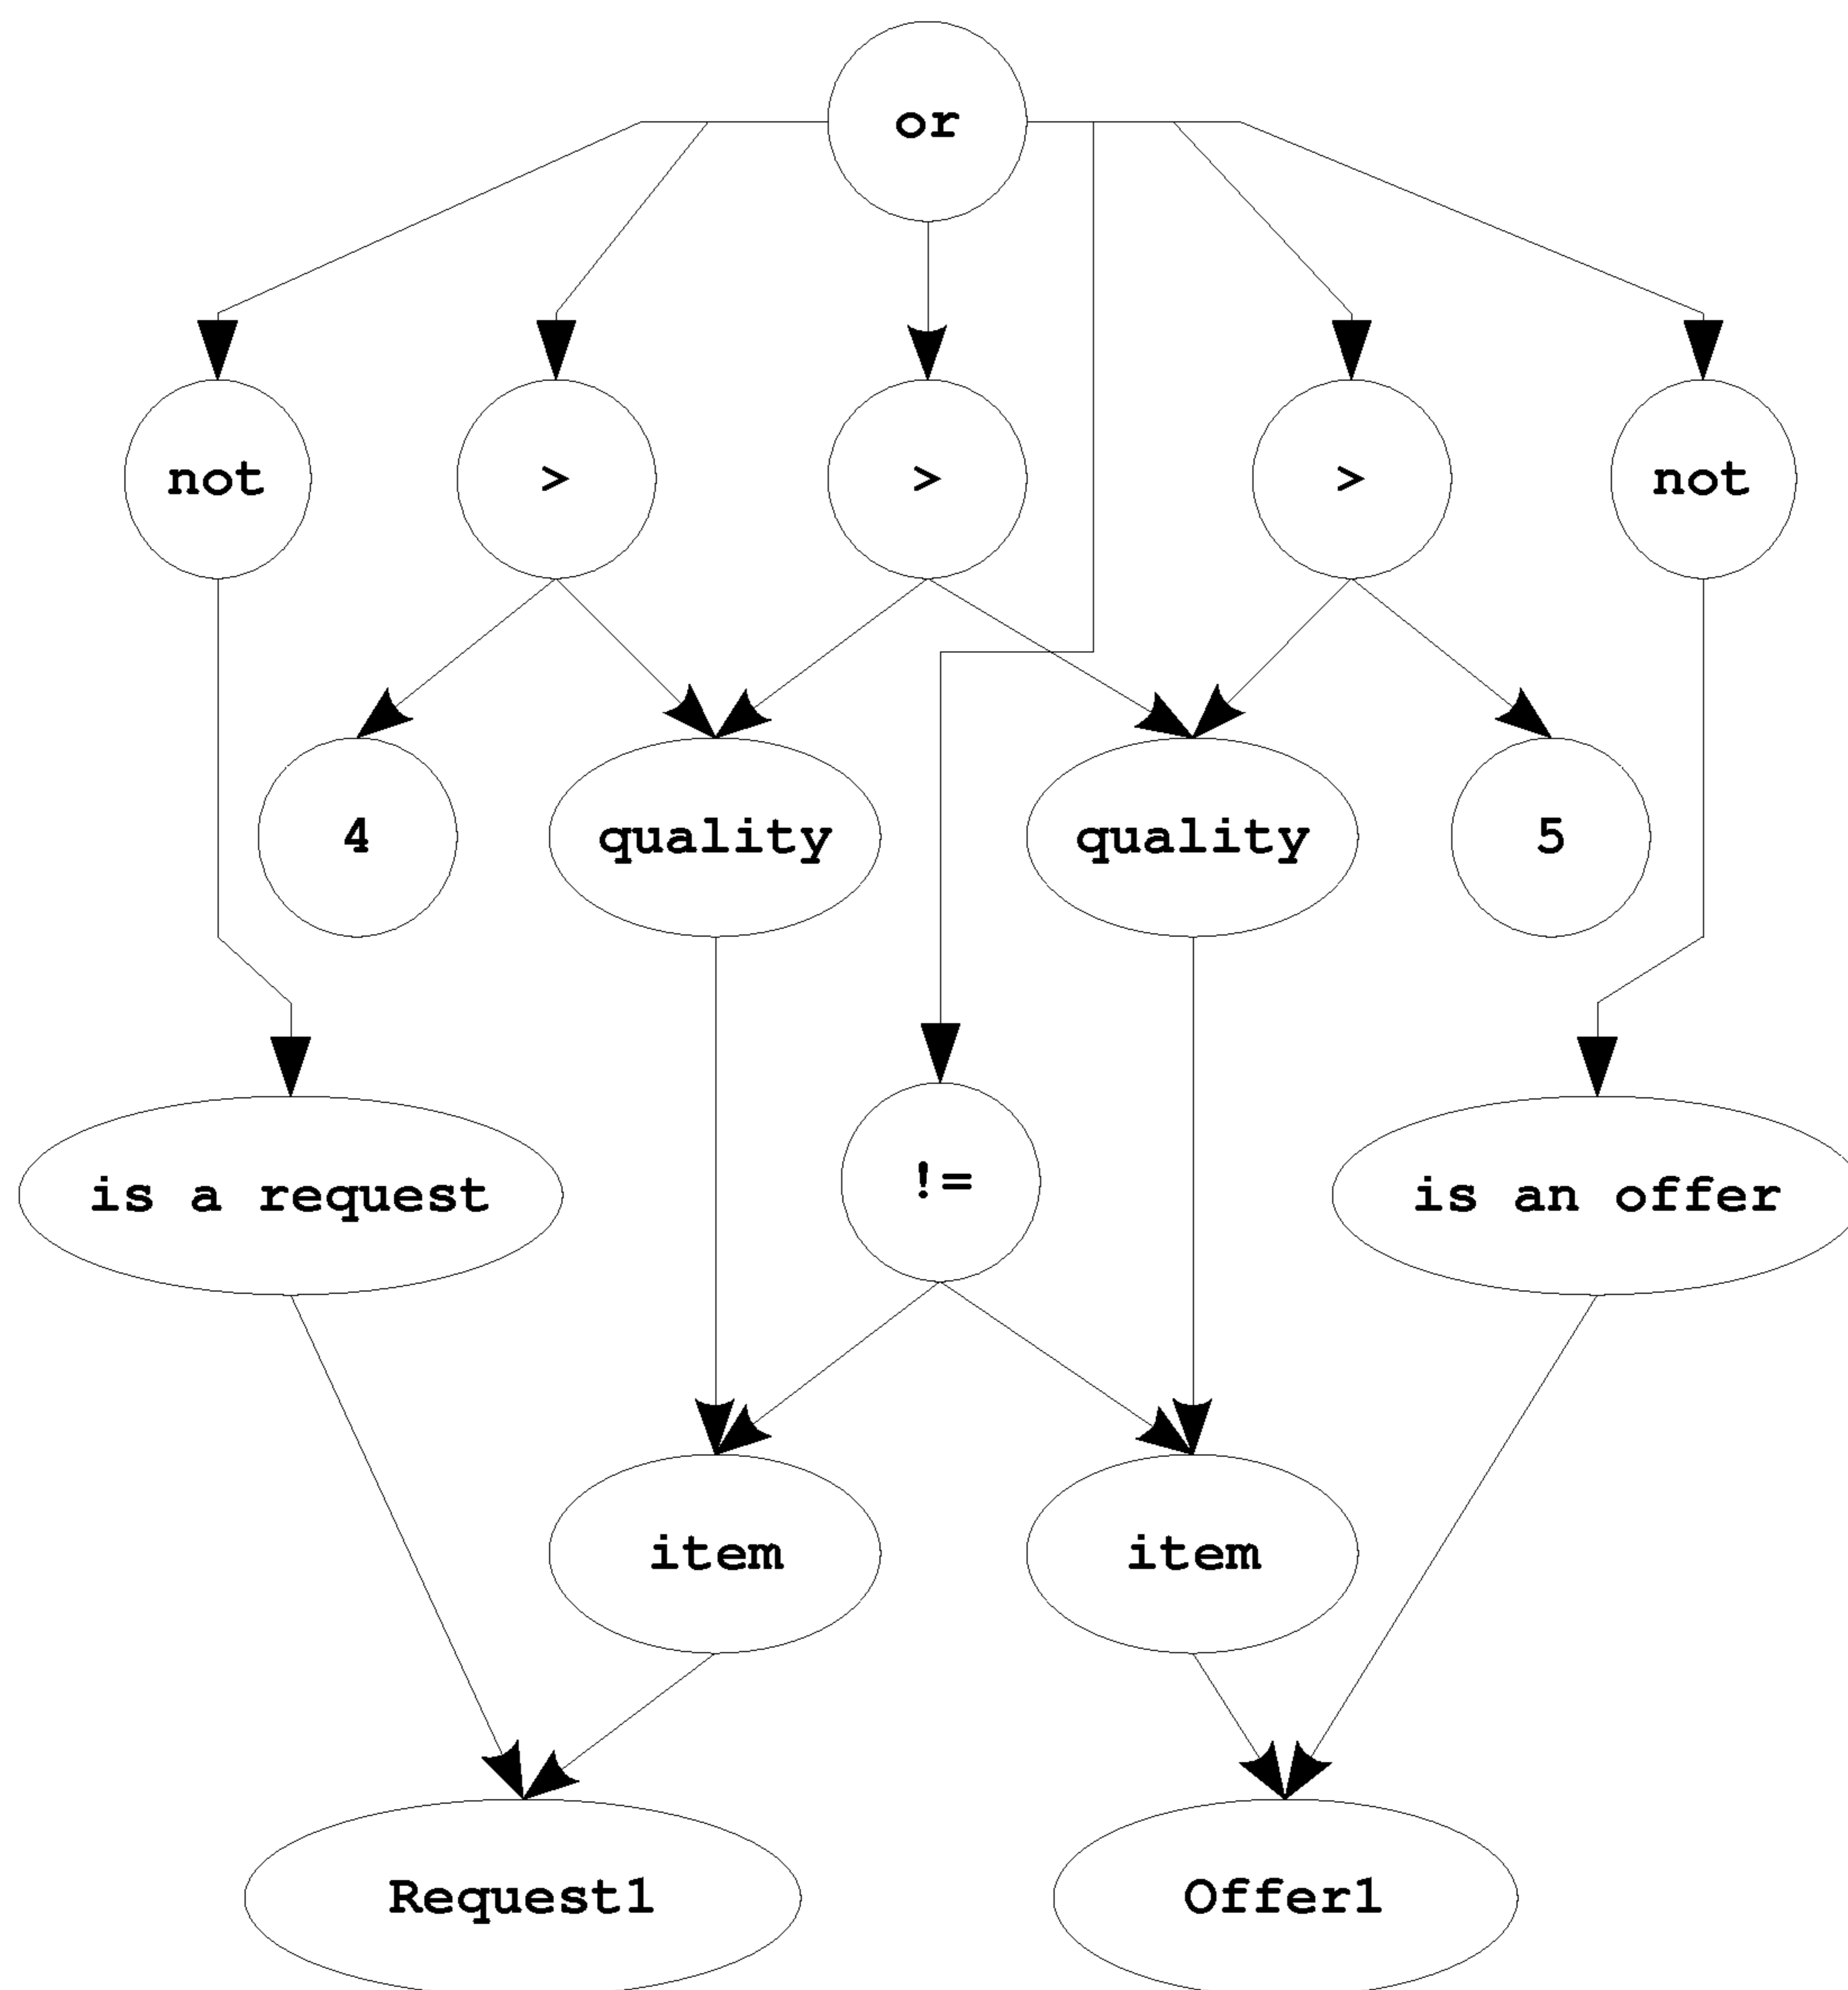 or
not
>
>
>
not
4
quality
quality
5
is a request
!=
is an offer
item
item
Request1
Offer1